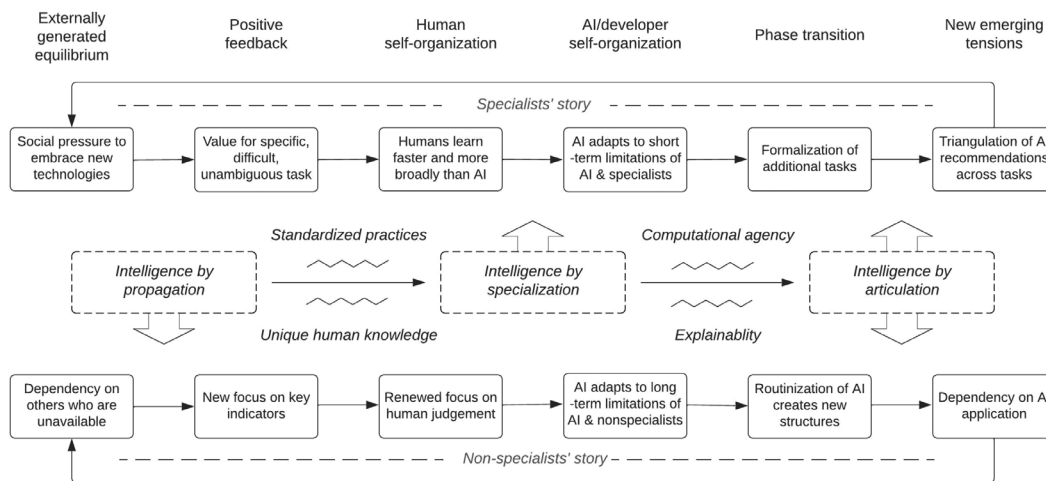 Externally
generated
equilibrium
Positive
feedback
Human
self-organization
AI/developer
self-organization
Phase transition
New emerging
tensions
Specialists' story
Social pressure to
embrace new
technologies
Value for specific,
difficult,
unambiguous task
Humans learn
faster and more
broadly than AI
AI adapts to short
-term limitations of
AI & specialists
Formalization of
additional tasks
Triangulation of AI
recommendations
across tasks
Standardized practices
Computational agency
Intelligence by
propagation
Intelligence by
specialization
Intelligence by
articulation
Unique human knowledge
Explainablity
Dependency on
others who are
unavailable
New focus on key
indicators
Renewed focus on
human judgement
AI adapts to long
-term limitations of
AI & nonspecialists
Routinization of AI
creates new
structures
Dependency on AI
application
Non-specialists' story